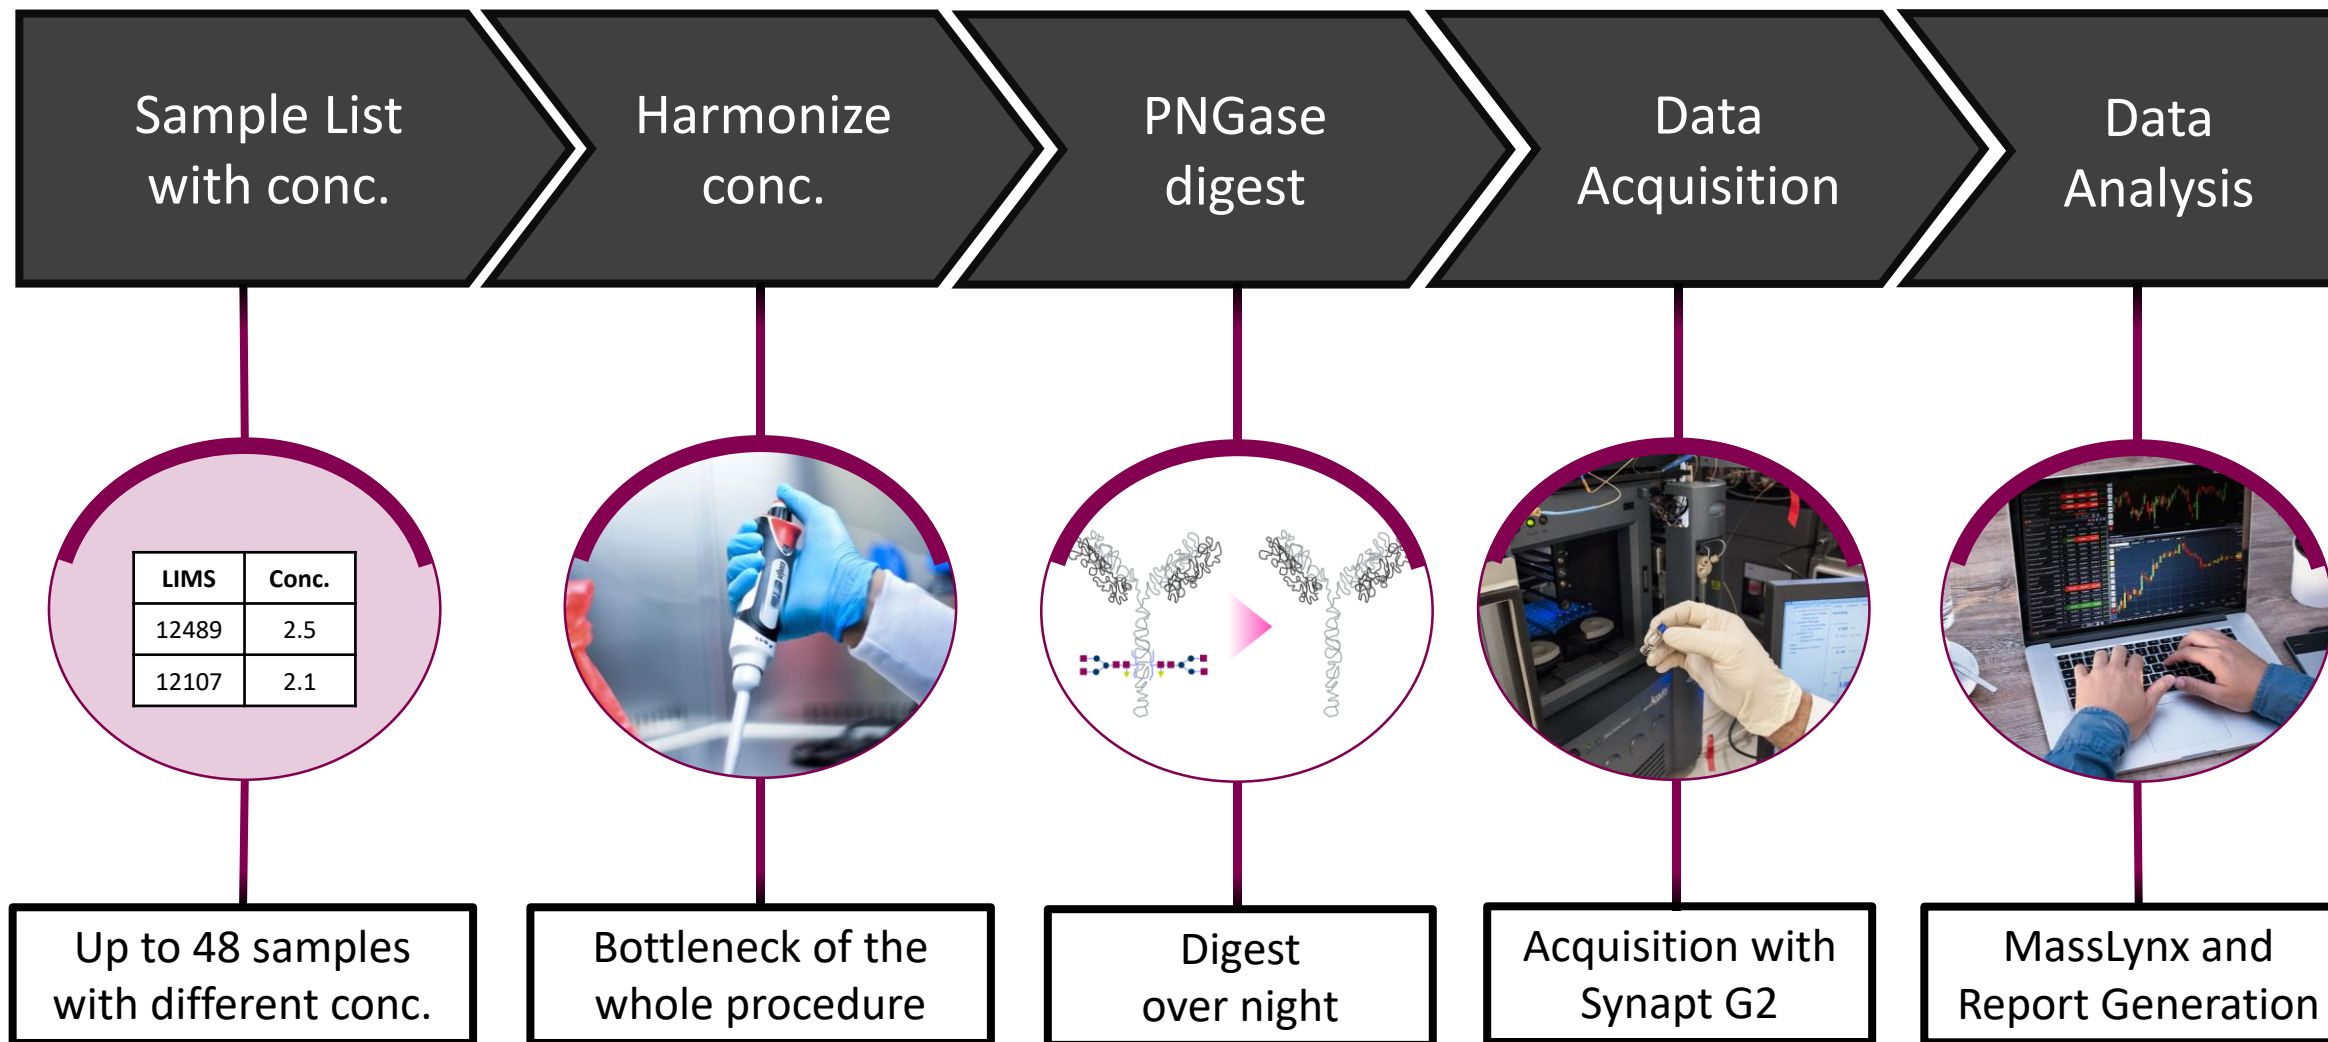 Sample List
with conc.
Harmonize
conc.
PNGase
digest
Data
Acquisition
Data
Analysis
LIMS Conc.
12489 2.5
12107 2.1
Up to 48 samples
with different conc.
Bottleneck of the
whole procedure
Digest
over night
Acquisition with
Synapt G2
MassLynx and
Report Generation